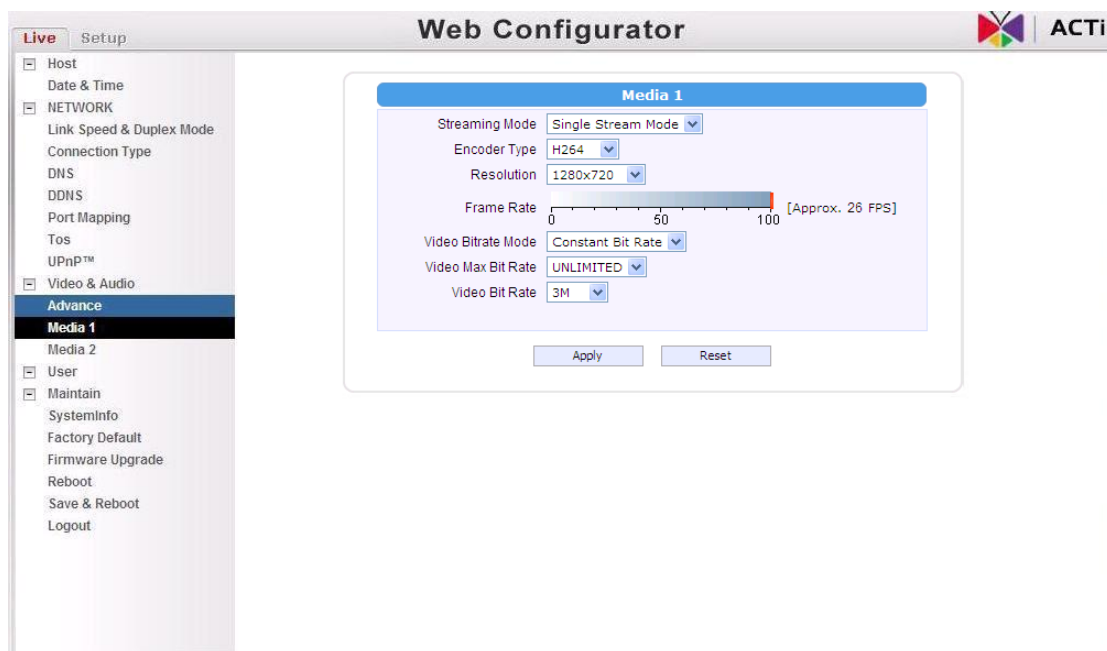 Web Configurator
ACTi
Live Setup
Host
Date & Time
NETWORK
Link Speed & Duplex Mode
Connection Type
DNS
DDNS
Port Mapping
Tos
UPnP™
Video & Audio
Advance
Media 1
Media 2
User
Maintain
SystemInfo
Factory Default
Firmware Upgrade
Reboot
Save & Reboot
Logout
Media 1
Streaming Mode Single Stream Mode
Encoder Type H264
Resolution 1280x720
Frame Rate [Approx. 26 FPS]
0 50 100
Video Bitrate Mode Constant Bit Rate
Video Max Bit Rate UNLIMITED
Video Bit Rate 3M
Apply Reset